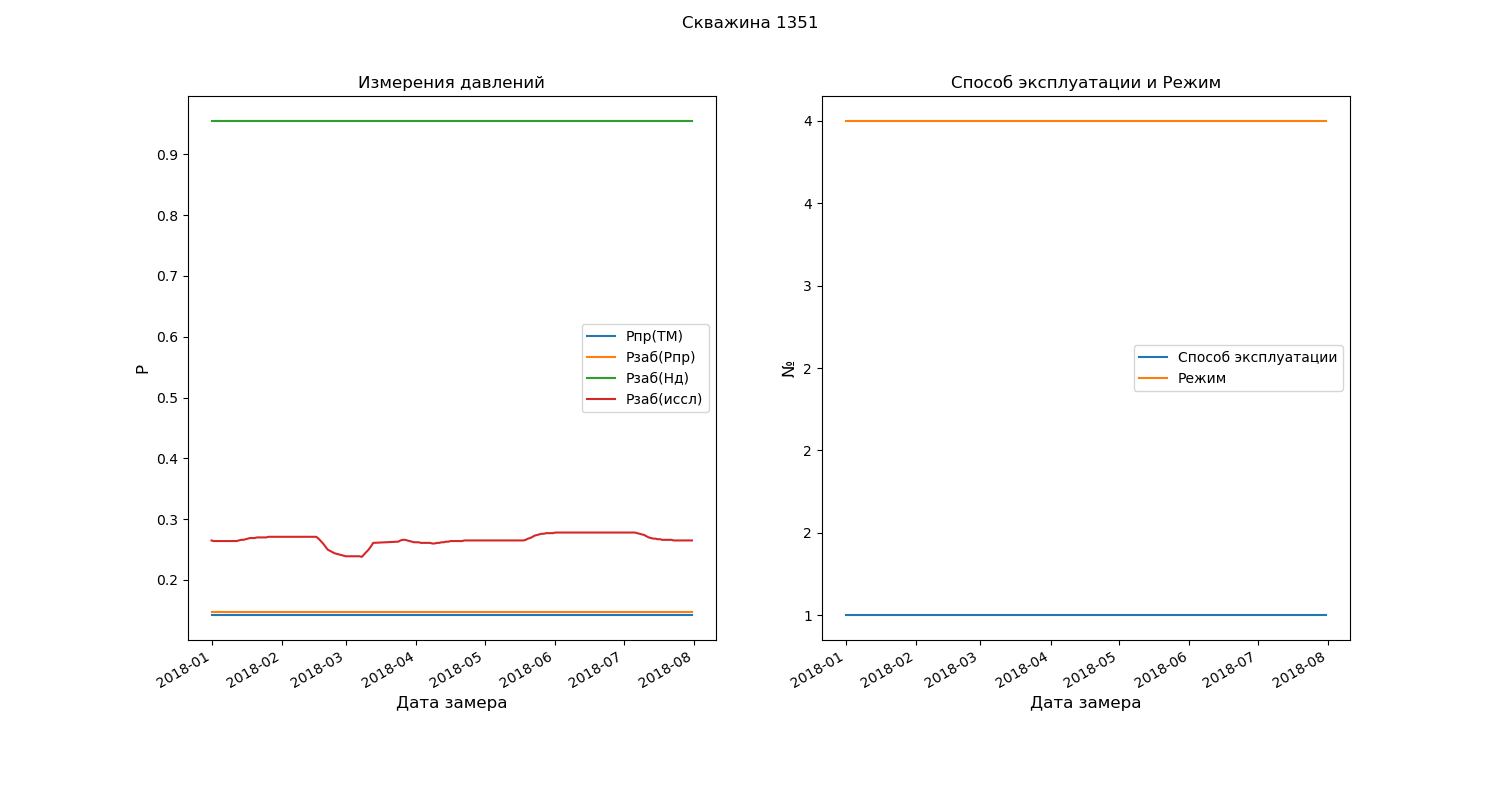 Скважина 1351
Измерения давлений
0.9
0.8
0.7
0.6
0.5
0.4
0.3
0.2
P
Pпр(ТМ)
Pзаб(Рпр)
Pзаб(Нд)
Pзаб(иссл)
2018-01
2018-02
2018-03
2018-04
2018-05
2018-06
2018-07
2018-08
Дата замера
Способ эксплуатации и Режим
4
4
3
2
2
2
1
№
Способ эксплуатации
Режим
2018-01
2018-02
2018-03
2018-04
2018-05
2018-06
2018-07
2018-08
Дата замера